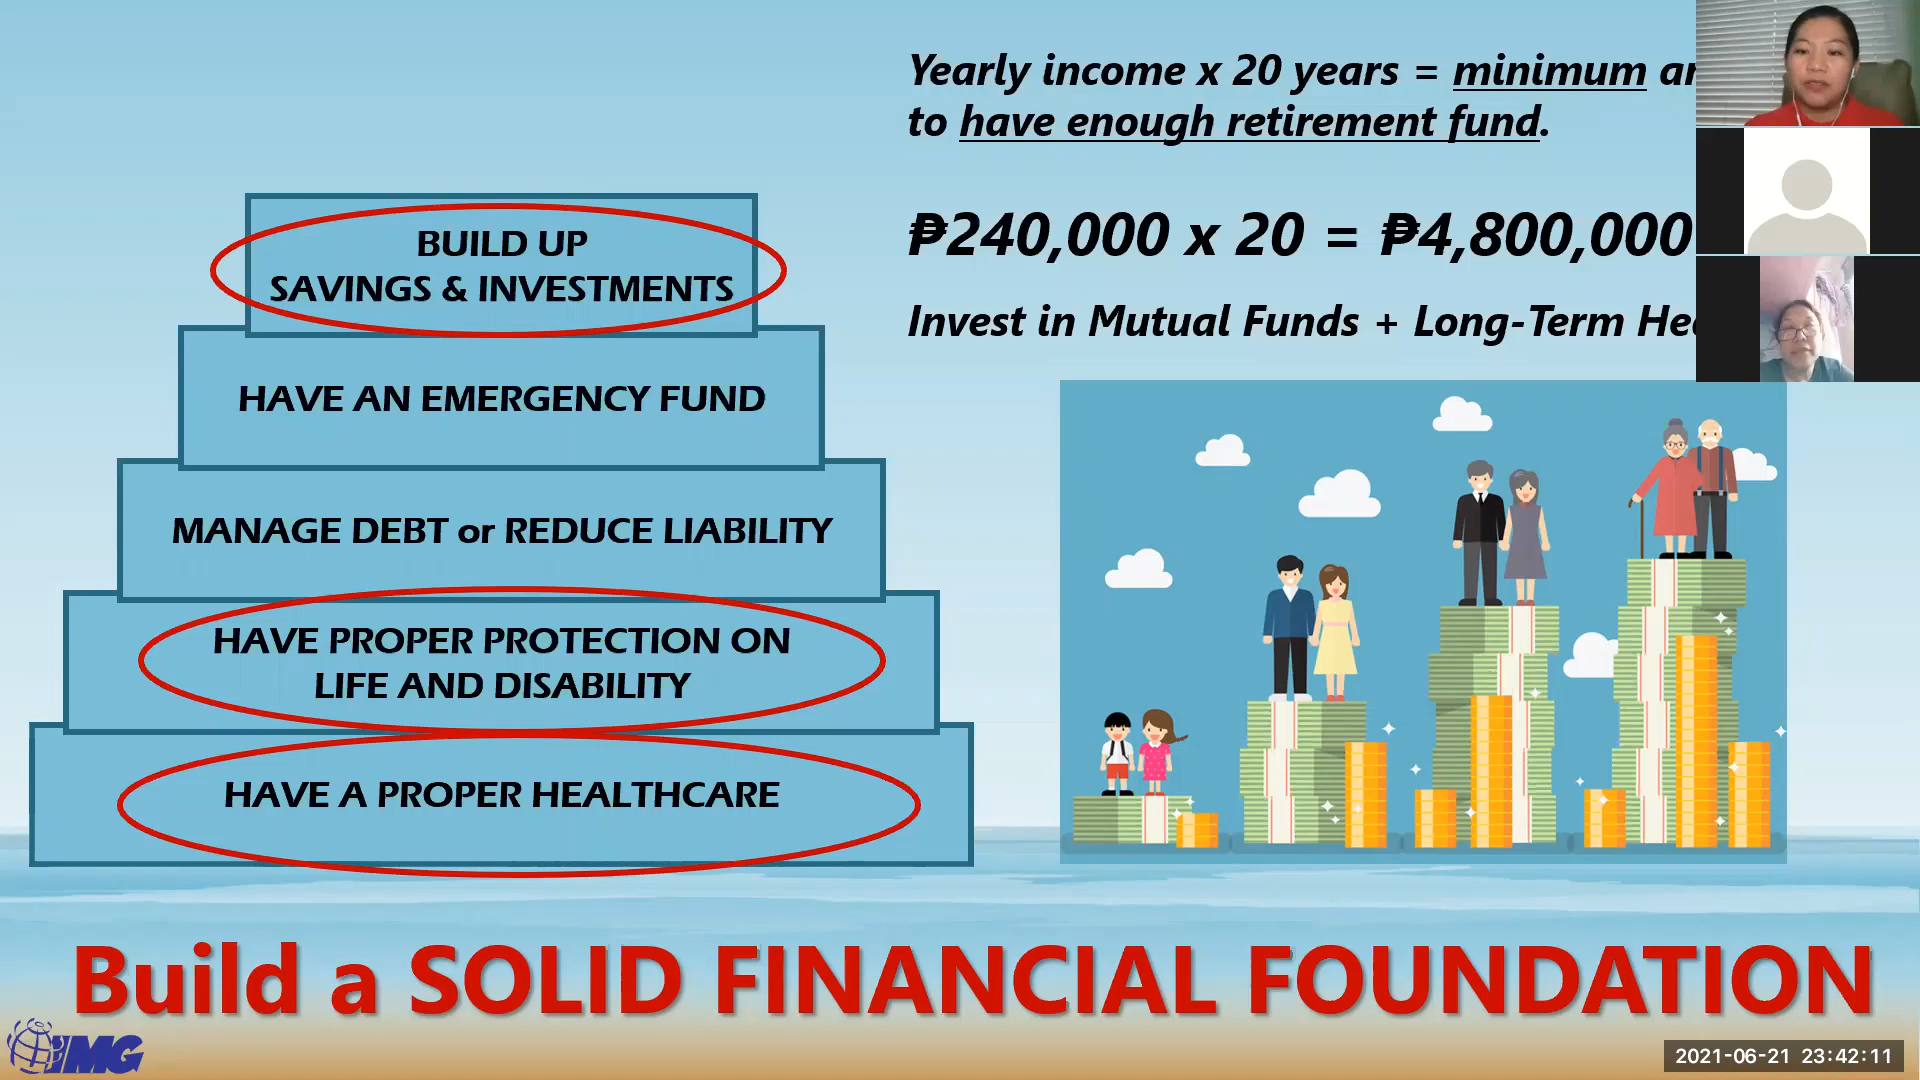 Yearly income x 20 years = minimum
to have enough retirement fund.
₱240,000 x 20 = ₱4,800,000
Invest in Mutual Funds + Long-Term
BUILD UP
SAVINGS & INVESTMENTS
HAVE AN EMERGENCY FUND
MANAGE DEBT or REDUCE LIABILITY
HAVE PROPER PROTECTION ON
LIFE AND DISABILITY
HAVE A PROPER HEALTHCARE
Build a SOLID FINANCIAL FOUNDATION
IMG
2021-06-21 23:42:11